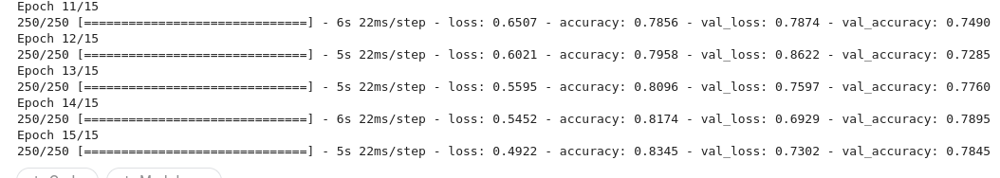 Epoch 11/15
250/250 [==============================] - 6s 22ms/step - loss: 0.6507 - accuracy: 0.7856 - val_loss: 0.7874 - val_accuracy: 0.7490
Epoch 12/15
250/250 [==============================] - 5s 22ms/step - loss: 0.6021 - accuracy: 0.7958 - val_loss: 0.8622 - val_accuracy: 0.7285
Epoch 13/15
250/250 [==============================] - 5s 22ms/step - loss: 0.5595 - accuracy: 0.8096 - val_loss: 0.7597 - val_accuracy: 0.7760
Epoch 14/15
250/250 [==============================] - 6s 22ms/step - loss: 0.5452 - accuracy: 0.8174 - val_loss: 0.6929 - val_accuracy: 0.7895
Epoch 15/15
250/250 [==============================] - 5s 22ms/step - loss: 0.4922 - accuracy: 0.8345 - val_loss: 0.7302 - val_accuracy: 0.7845